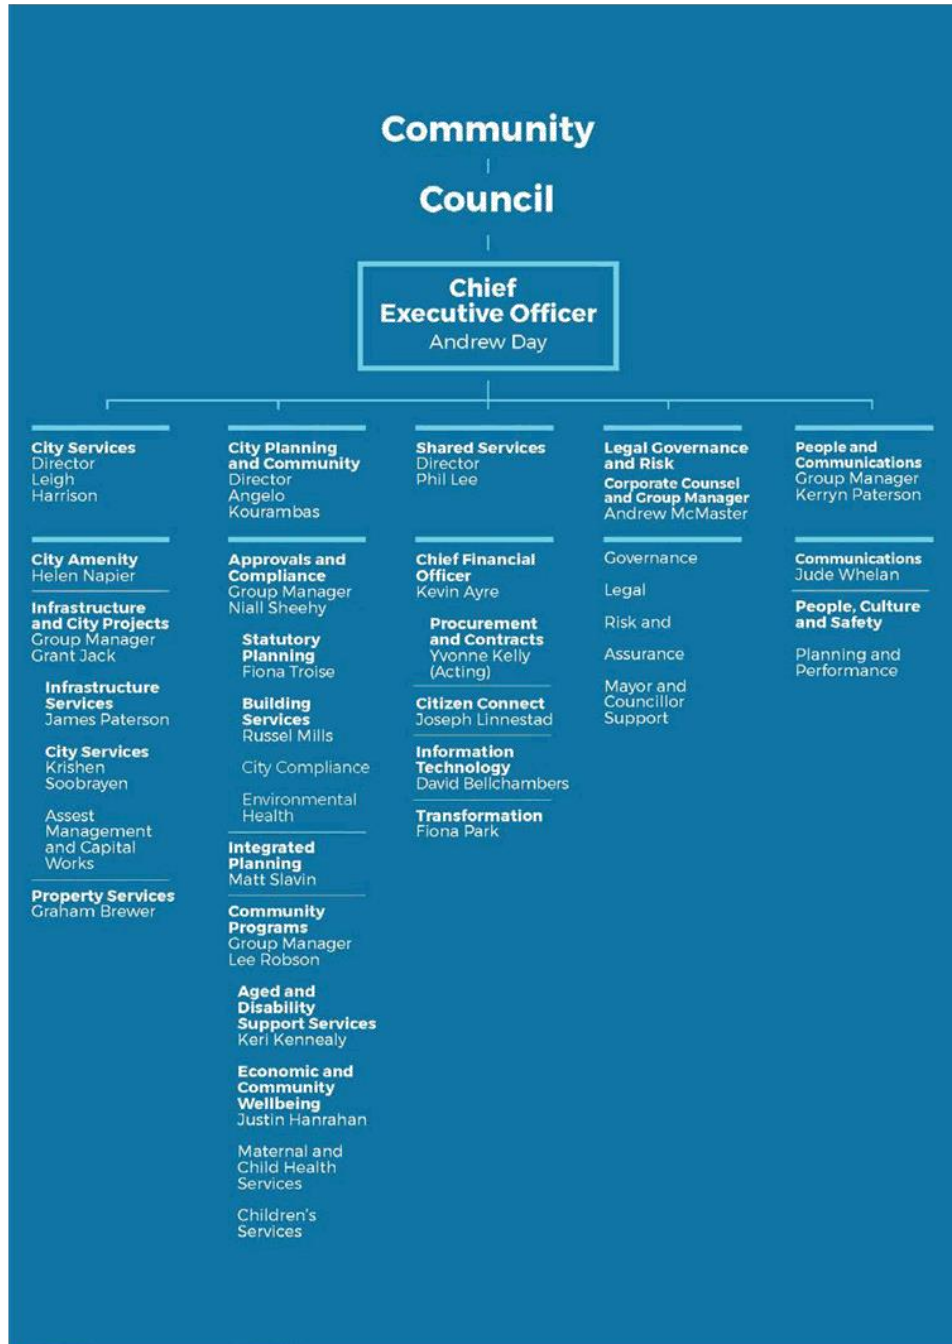 Community
Council
Chief
Executive Officer
Andrew Day
City Services
Director
Leigh
Harrison
City Amenity
Helen Napier
Infrastructure
and City Projects
Group Manager
Grant Jack
Infrastructure
Services
James Paterson
City Services
Krishen
Soobrayen
Assest
Management
and Capital
Works
Property Services
Graham Brewer
City Planning
and Community
Director
Angelo
Kourambas
Approvals and
Compliance
Group Manager
Niall Sheehy
Statutory
Planning
Fiona Troise
Building
Services
Russel Mills
City Compliance
Environmental
Health
Integrated
Planning
Matt Slavin
Community
Programs
Group Manager
Lee Robson
Aged and
Disability
Support Services
Keri Kennealy
Economic and
Community
Wellbeing
Justin Hanrahan
Maternal and
Child Health
Services
Children's
Services
Shared Services
Director
Phil Lee
Chief Financial
Officer
Kevin Ayre
Procurement
and Contracts
Yvonne Kelly
(Acting)
Citizen Connect
Joseph Linnestad
Information
Technology
David Bellchambers
Transformation
Fiona Park
Legal Governance
and Risk
Corporate Counsel
and Group Manager
Andrew McMaster
Governance
Legal
Risk and
Assurance
Mayor and
Councillor
Support
People and
Communications
Group Manager
Kerryn Paterson
Communications
Jude Whelan
People, Culture
and Safety
Planning and
Performance